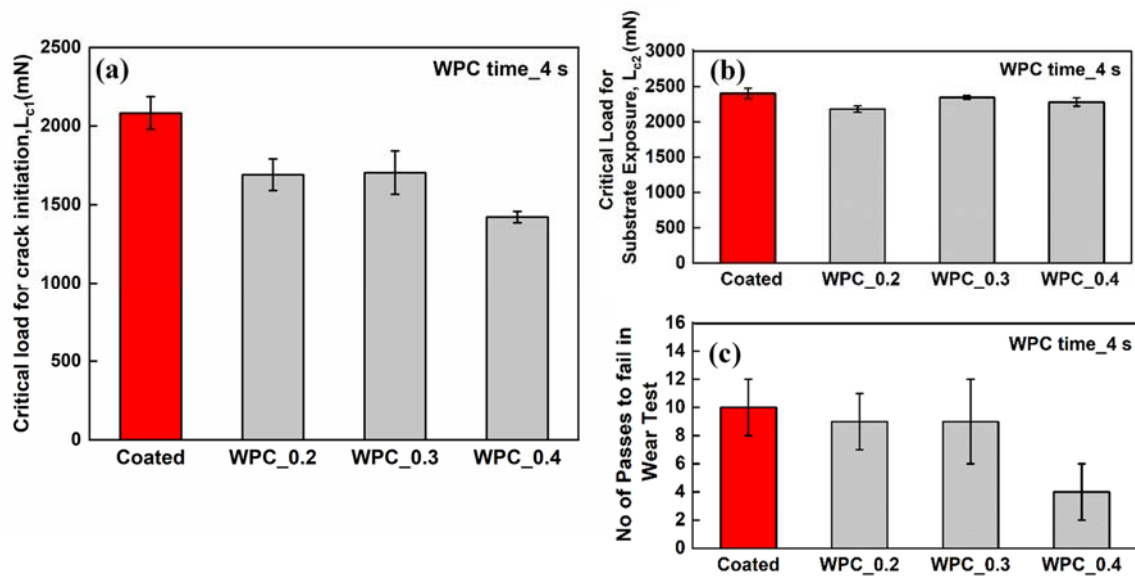 (a)
WPC time_4 s
Critical load for crack initiation,Lc1(mN)
2500
2000
1500
1000
500
0
Coated
WPC_0.2
WPC_0.3
WPC_0.4
(b)
WPC time_4 s
Critical Load for
Substrate Exposure, Lc2(mN)
3000
2500
2000
1500
1000
500
0
Coated
WPC_0.2
WPC_0.3
WPC_0.4
(c)
WPC time_4 s
No of Passes to fail in
Wear Test
16
14
12
10
8
6
4
2
0
Coated
WPC_0.2
WPC_0.3
WPC_0.4